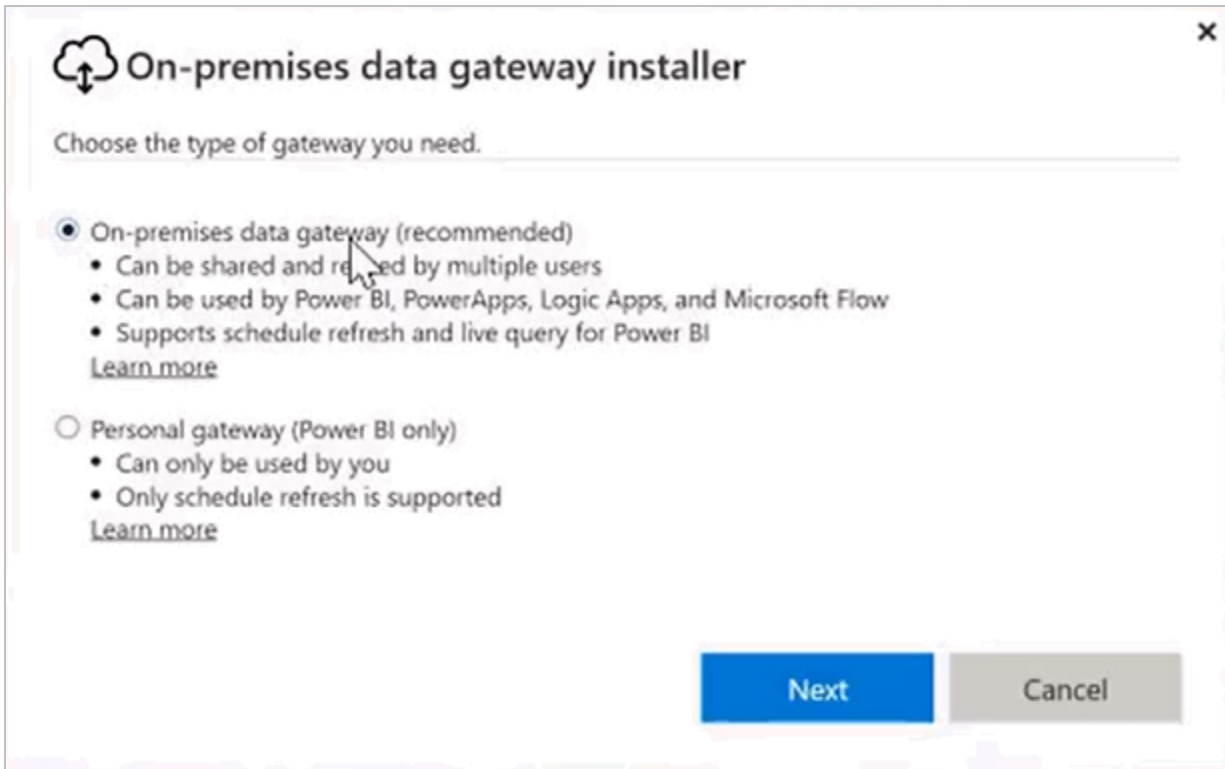 On-premises data gateway installer
Choose the type of gateway you need.
On-premises data gateway (recommended)
• Can be shared and reused by multiple users
• Can be used by Power BI, PowerApps, Logic Apps, and Microsoft Flow
• Supports schedule refresh and live query for Power BI
Learn more
Personal gateway (Power BI only)
• Can only be used by you
• Only schedule refresh is supported
Learn more
Next
Cancel